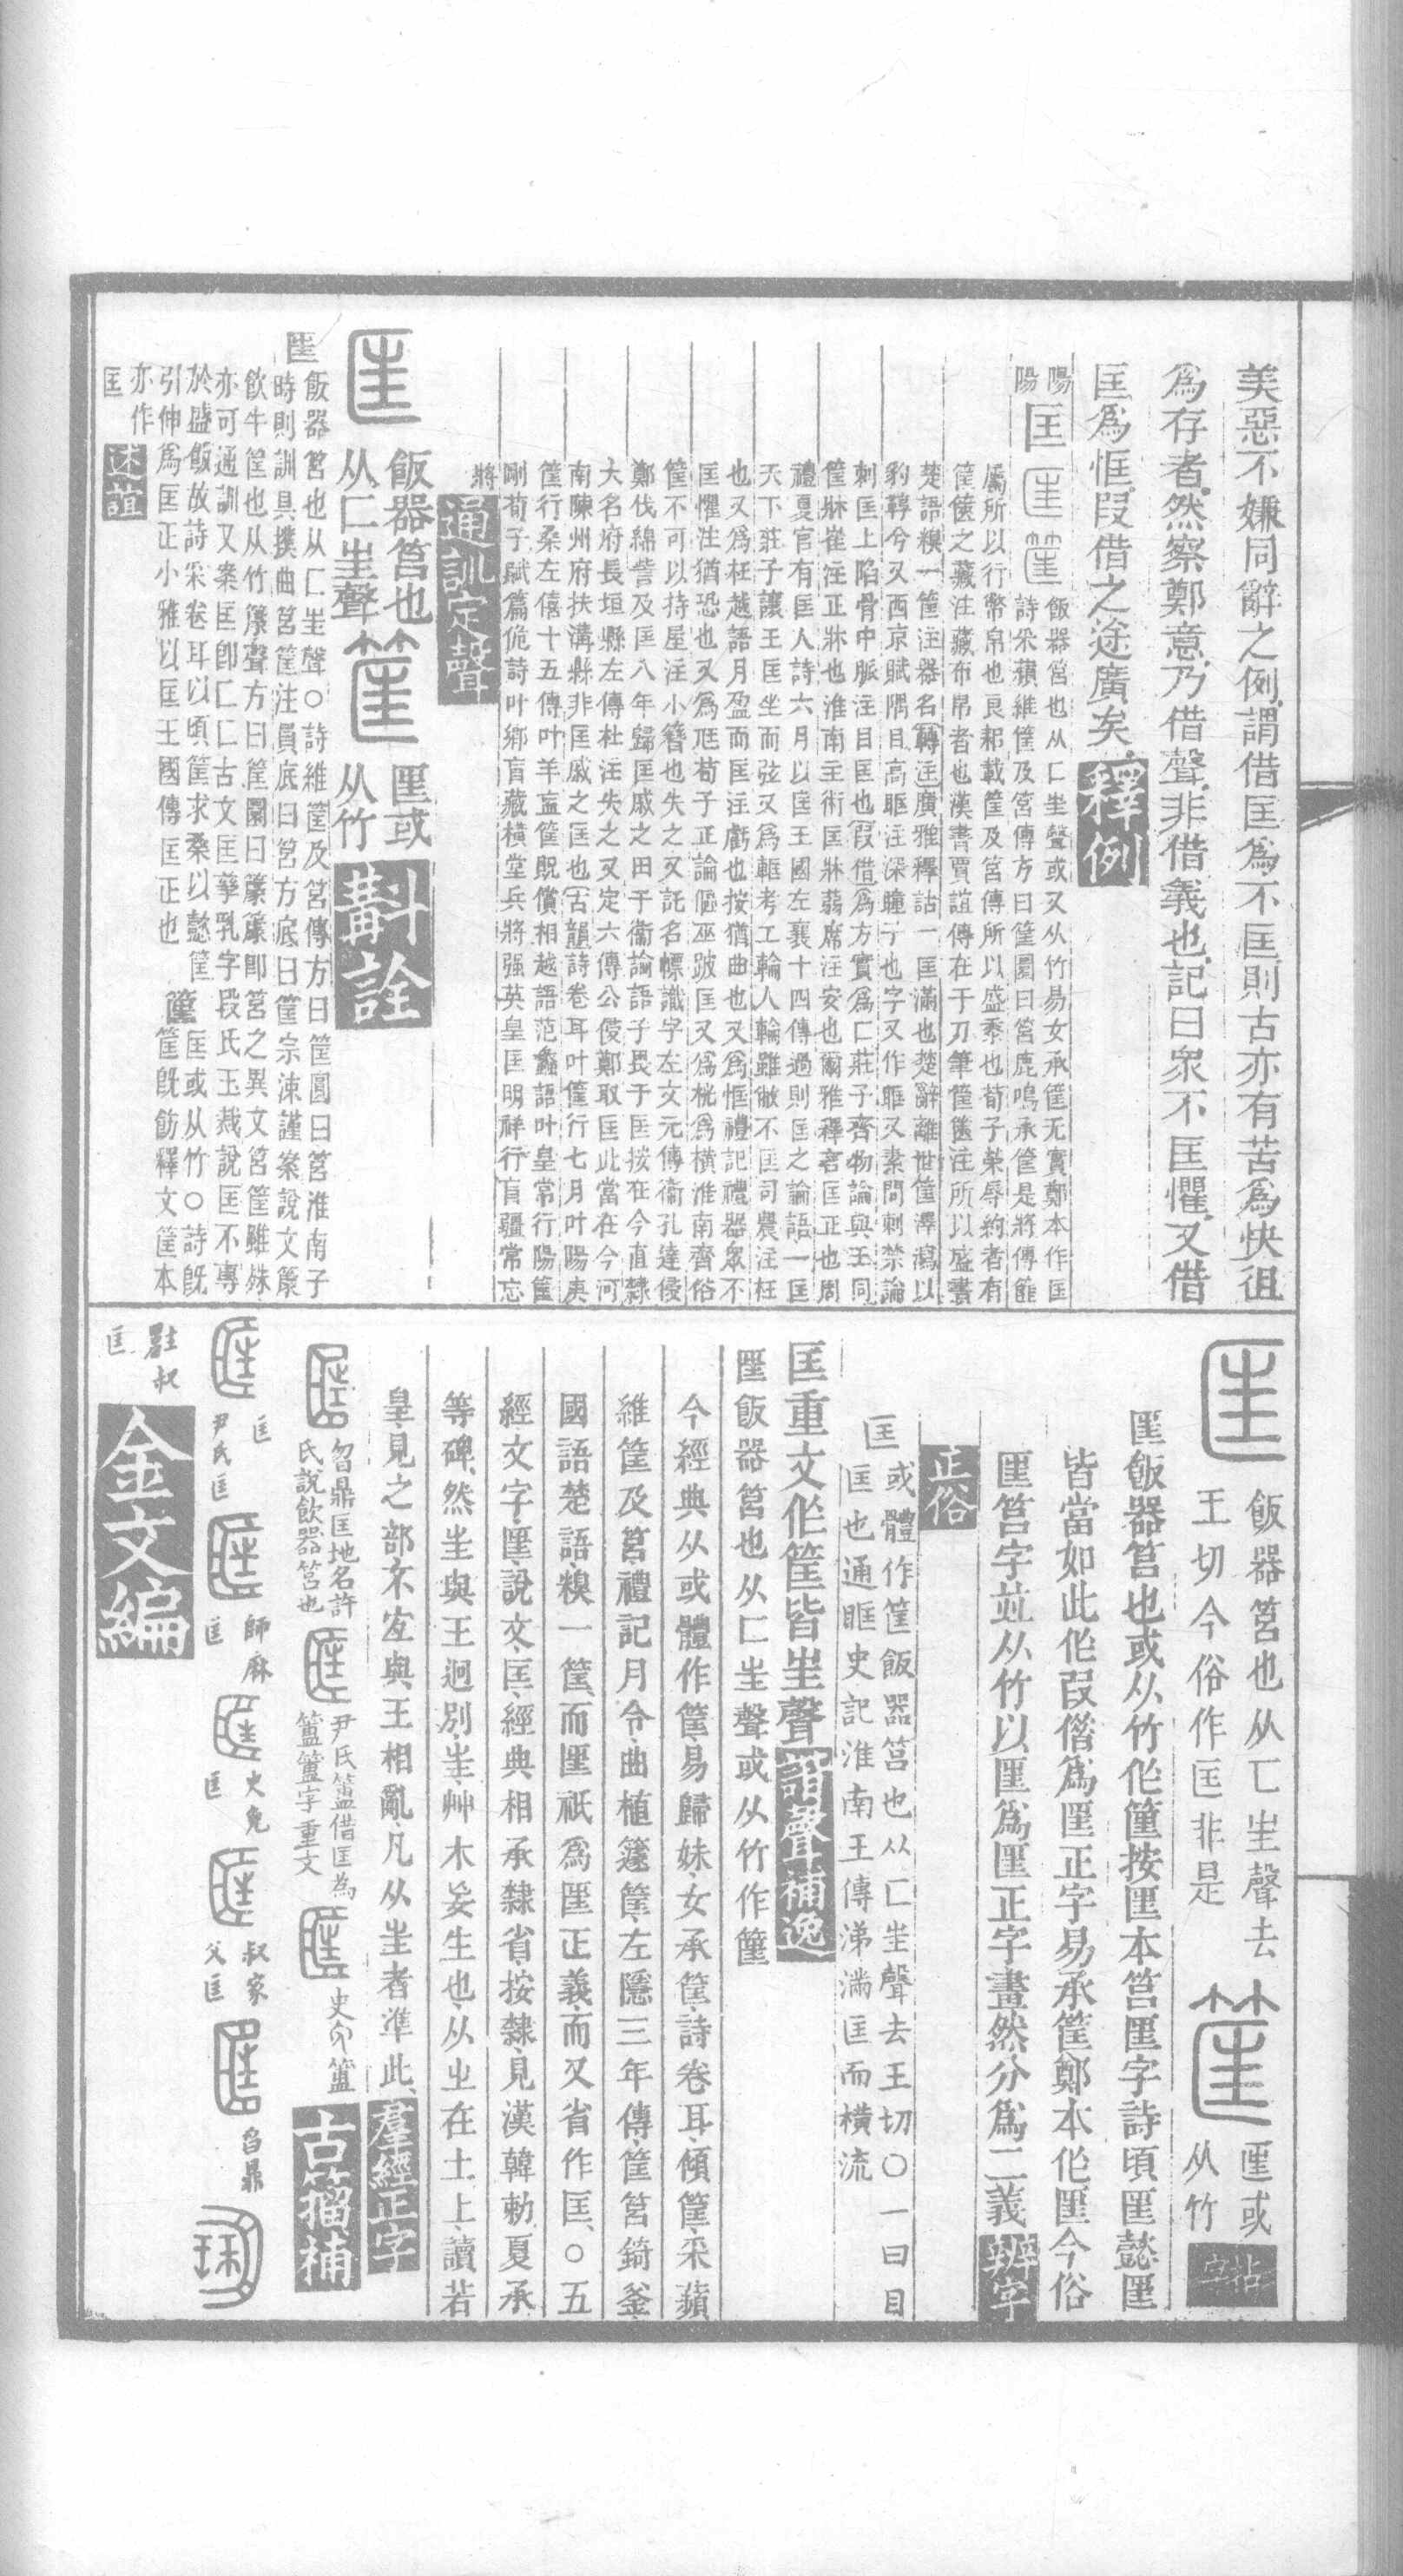 美惡不嫌同辭之例謂借匡爲不匡則古亦有苦爲快徂
爲存者然察鄭意乃借聲非借義也記曰衆不匡懼又借
匡爲恇叚借之途廣矣釋例
陽
陽
匡
飯器筥也从匚㞷聲或又从竹易女承筐无實鄭本作匡
詩采蘋維筐及筥傳方曰筐圜曰筥鹿鳴承筐是將傳筐
屬所以行幣帛也良耜載筐及筥傳所以盛黍也荀子榮辱約者有
筐篋之藏注藏布帛者也漢書賈誼傳在于刀筆筐篋注所以盛書
楚語糗一筐注器名轉注廣雅釋詁一匡滿也楚辭離世筐澤瀉以
豹鞹兮又西京賦隅目高眶注深瞳子也字又作眶又素問刺禁論
刺匡上陷骨中脈注目匡也叚借爲方實爲匚莊子齊物論與王同
筐牀崔注正牀也淮南主術匡牀蒻席注安也爾雅釋言匡正也周
禮夏官有匡人詩六月以匡王國左襄十四傳過則匡之論語一匡
天下莊子讓王匡坐而弦又爲軭考工輪人輪雖敝不匡司農注枉
也又爲枉越語月盈而匡注虧也按猶曲也又爲恇禮記禮器衆不
匡懼注猶恐也又爲尪荀子正論傴巫跛匡又爲桄爲橫淮南齊俗
筐不可以持屋注小簪也失之又託名幖識字左文元傳衞孔達侵
鄭伐緜訾及匡八年歸匡戚之田于衞論語子畏于匡按在今直隸
大名府長垣縣左傳杜注失之又定六傳公侵鄭取匡此當在今河
南陳州府扶溝縣非匡戚之匡也古韻詩卷耳叶筐行七月叶陽庚
筐行桑左僖十五傳叶羊衁筐貺償相越語范蠡語叶皇常行陽匡
剛荀子賦篇佹詩叶鄉盲藏橫堂兵將强英皇匡明祥行盲疆常忘
將通訓定聲
飯器筥也
从匚㞷聲
匩或
从竹
斠詮
匩飯器筥也从匚㞷聲○詩維筐及筥傳方曰筐圓曰筥淮南子
時則訓具撲曲筥筐注員底曰筥方底曰筐宗涑謹案說文䉛
飲牛筐也从竹豦聲方曰筐圜曰䉛䉛卽筥之異文筥筐雖殊
亦可通訓又案匡卽匚匚古文匡孳乳字段氏玉裁說匡不專
於盛飯故詩采卷耳以頃筐求桑以懿筐
匡或从竹○詩旣
引伸爲匡正小雅以匡王國傳匡正也
筐旣飭釋文筐本
亦作
匡
述誼
飯器筥也从匸㞷聲去
王切今俗作匡非是
匩或
从竹
匩飯器筥也或从竹作䈴按匩本筥匩字詩頃匩懿匩
皆當如此作叚借爲匩正字易承筐鄭本作匩今俗
匩筥字竝从竹以匩爲匩正字畫然分爲二義辨字
正俗
匡或體作筐飯器筥也从匚㞷聲去王切○一曰目
匡也通眶史記淮南王傳涕滿匡而橫流
匡重文作筐皆㞷聲諧聲補逸
匩飯器筥也从匚㞷聲或从竹作䈴
今經典从或體作筐易歸妹女承筐詩卷耳傾筐采蘋
維筐及筥禮記月令曲植籧筐左隱三年傳筐筥錡釜
國語楚語糗一筐而匩祇爲匩正義而又省作匡○五
經文字匩說文匡經典相承隸省按隸見漢韓勑夏承
等碑然㞷與王迥別㞷艸木妄生也从㞢在土上讀若
皇見之部不宐與王相亂凡从㞷者準此羣經正字
曶鼎匡地名許
氏說飲器筥也
尹氏簠借匡爲
簠簠字重文
史宂簠
古籀補
匡
尹氏匡
師麻
匡
史免
匡
叔家
父匡
曶鼎
匡
金文編